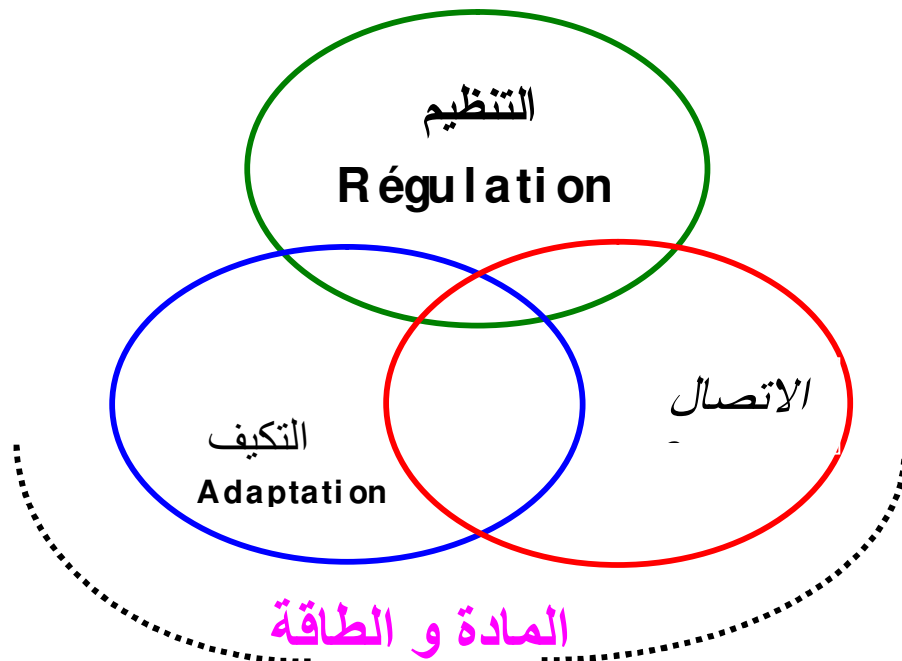 التنظيم
Régulation
الاتصال
التكيف
Adaptation
المادة و الطاقة